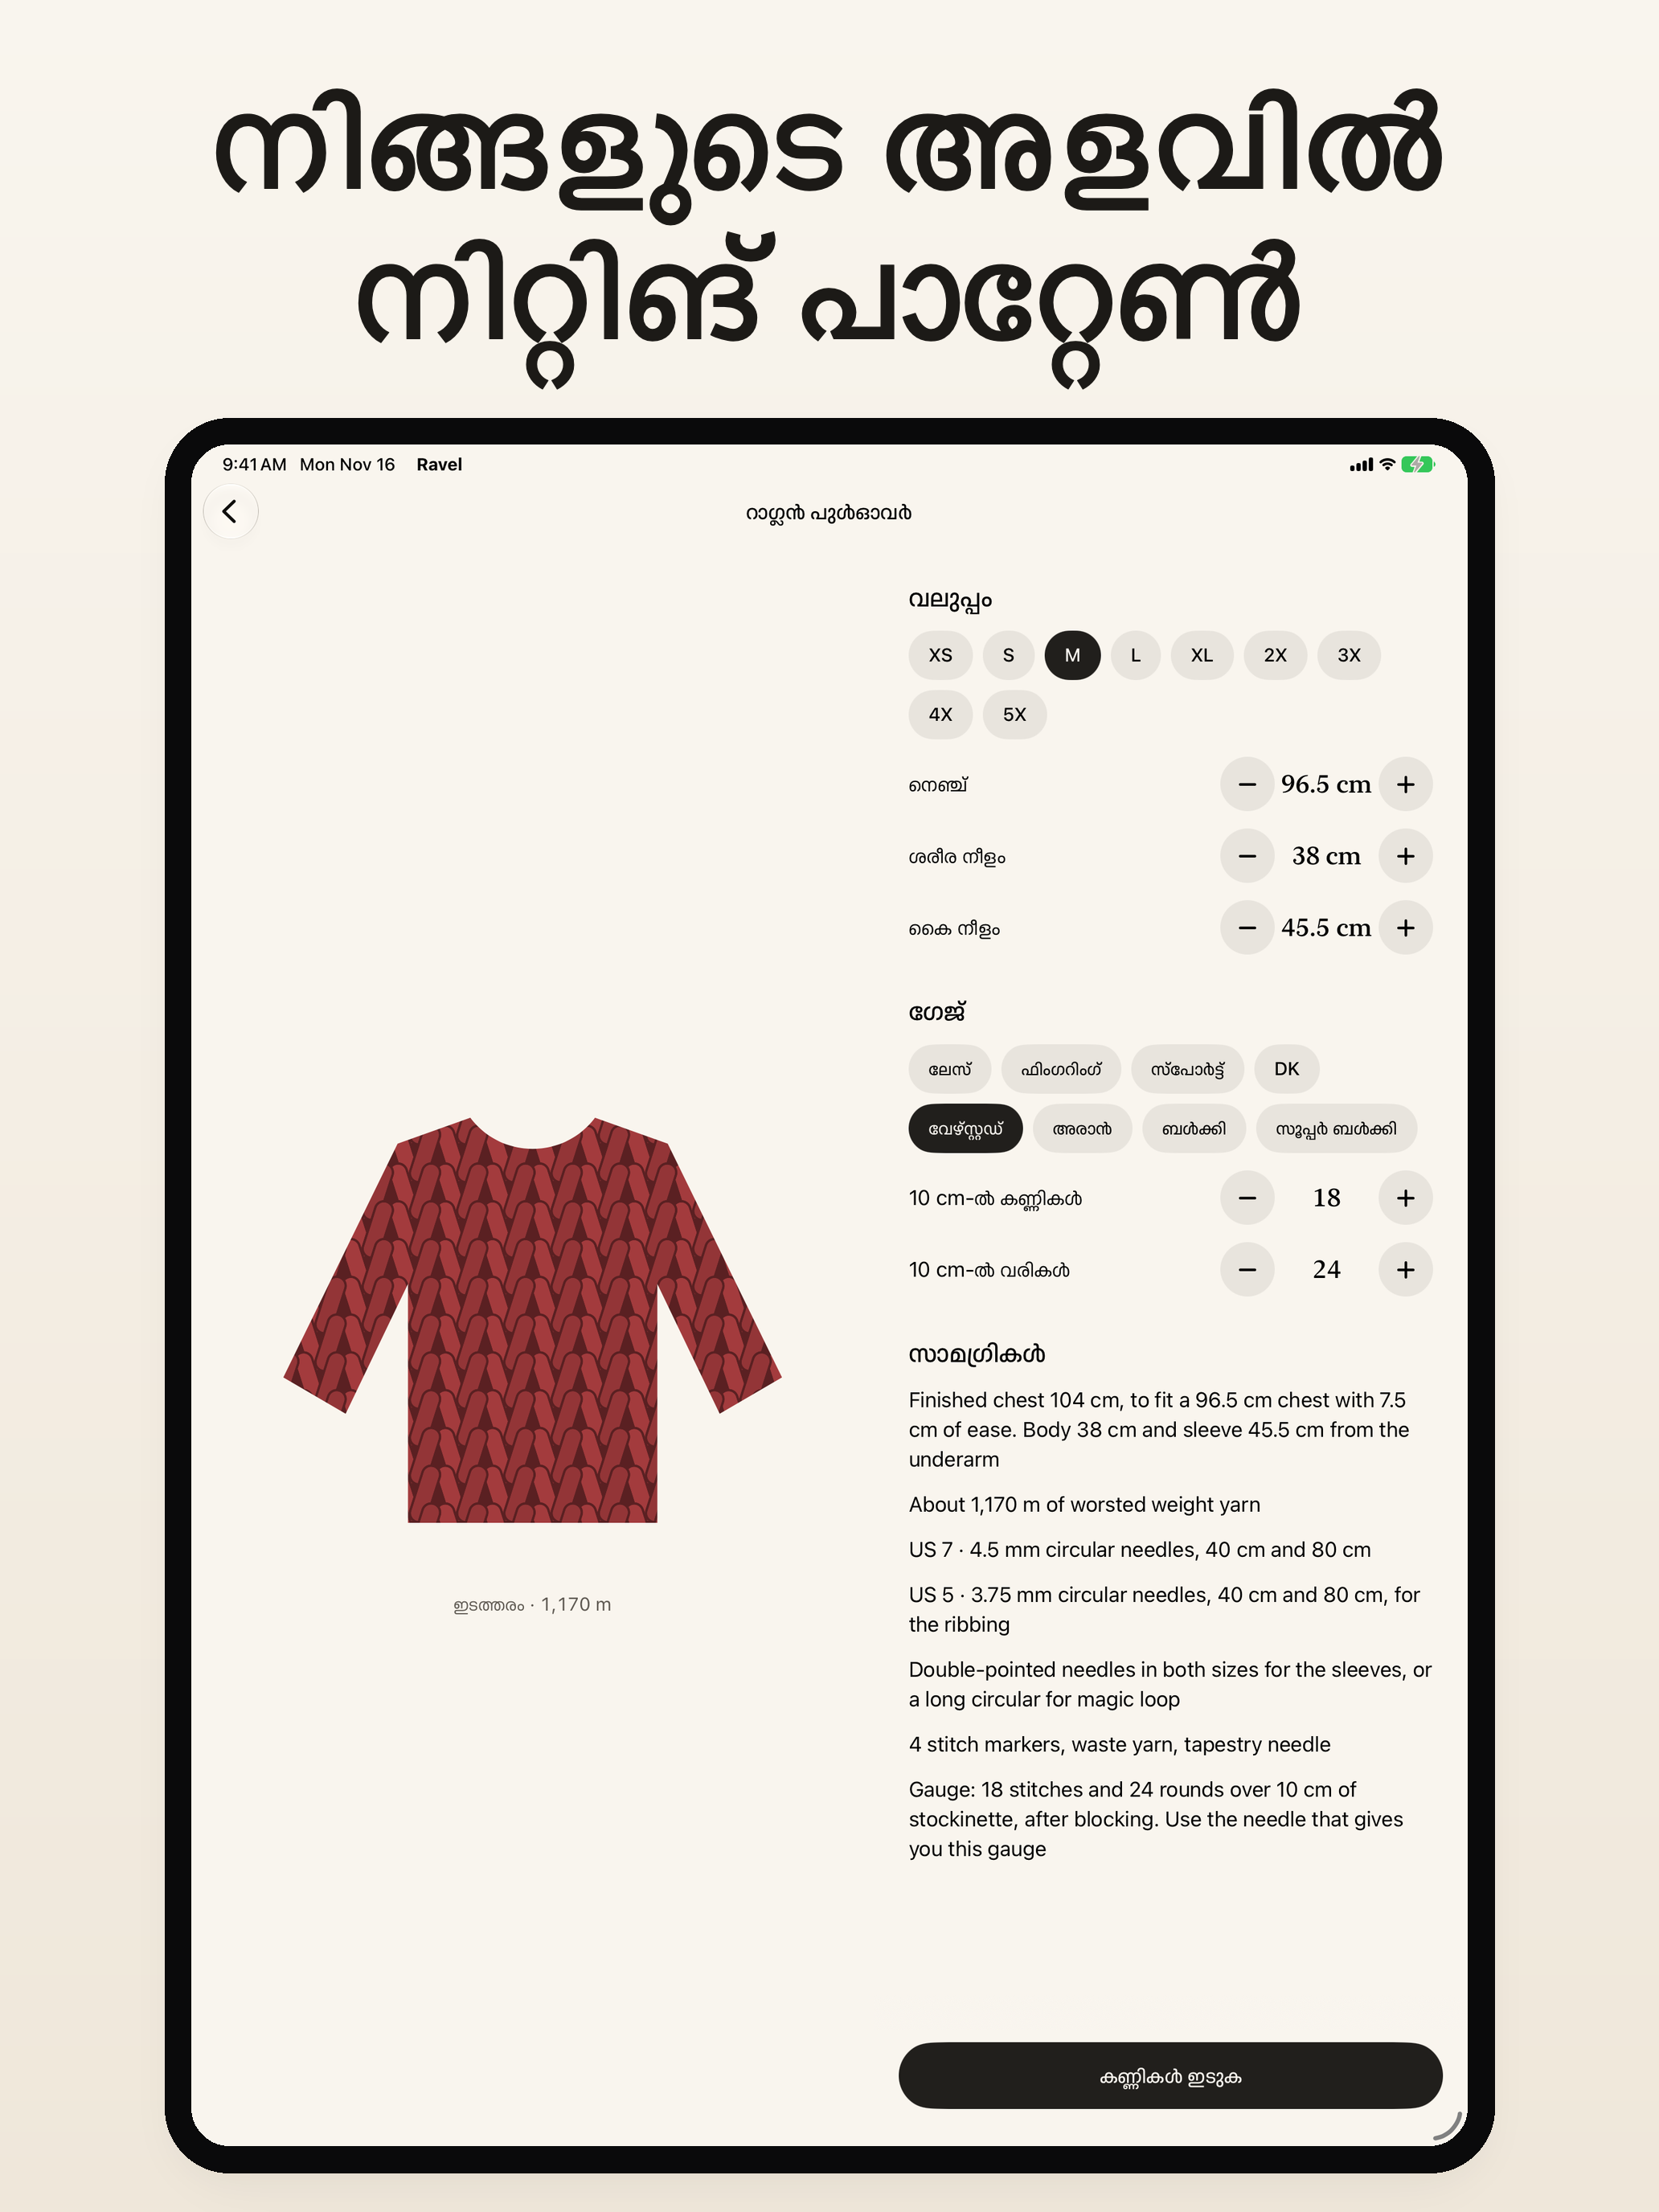 നിങ്ങളുടെ അളവിൽ
നിറ്റിങ് പാറ്റേൺ
9:41 AM Mon Nov 16 Ravel
റാഗ്ലൻ പുൾഓവർ
വലുപ്പം
XS S M L XL 2X 3X
4X 5X
നെഞ്ച് − 96.5 cm +
ശരീര നീളം − 38 cm +
കൈ നീളം − 45.5 cm +
ഗേജ്
ലേസ് ഫിംഗറിംഗ് സ്പോർട്ട് DK
വേഴ്സ്റ്റഡ് അരാൻ ബൾക്കി സൂപ്പർ ബൾക്കി
10 cm-ൽ കണ്ണികൾ − 18 +
10 cm-ൽ വരികൾ − 24 +
സാമഗ്രികൾ
Finished chest 104 cm, to fit a 96.5 cm chest with 7.5
cm of ease. Body 38 cm and sleeve 45.5 cm from the
underarm
About 1,170 m of worsted weight yarn
US 7 · 4.5 mm circular needles, 40 cm and 80 cm
US 5 · 3.75 mm circular needles, 40 cm and 80 cm, for
the ribbing
Double-pointed needles in both sizes for the sleeves, or
a long circular for magic loop
4 stitch markers, waste yarn, tapestry needle
Gauge: 18 stitches and 24 rounds over 10 cm of
stockinette, after blocking. Use the needle that gives
you this gauge
ഇടത്തരം · 1,170 m
കണ്ണികൾ ഇടുക